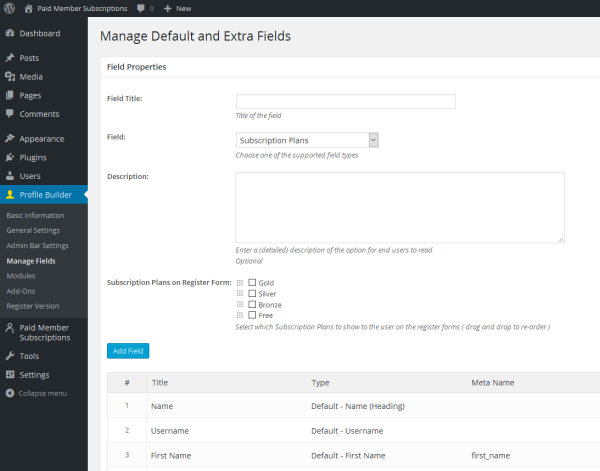 Paid Member Subscriptions 0 New
Dashboard
Posts
Media
Pages
Comments
Appearance
Plugins
Users
Profile Builder
Basic Information
General Settings
Admin Bar Settings
Manage Fields
Modules
Add-Ons
Register Version
Paid Member
Subscriptions
Tools
Settings
Collapse menu
Manage Default and Extra Fields
Field Properties
Field Title:
Title of the field
Field: Subscription Plans
Choose one of the supported field types
Description:
Enter a (detailed) description of the option for end users to read
Optional
Subscription Plans on Register Form: Gold
Silver
Bronze
Free
Select which Subscription Plans to show to the user on the register forms ( drag and drop to re-order )
Add Field
# Title Type Meta Name
1 Name Default - Name (Heading)
2 Username Default - Username
3 First Name Default - First Name first_name